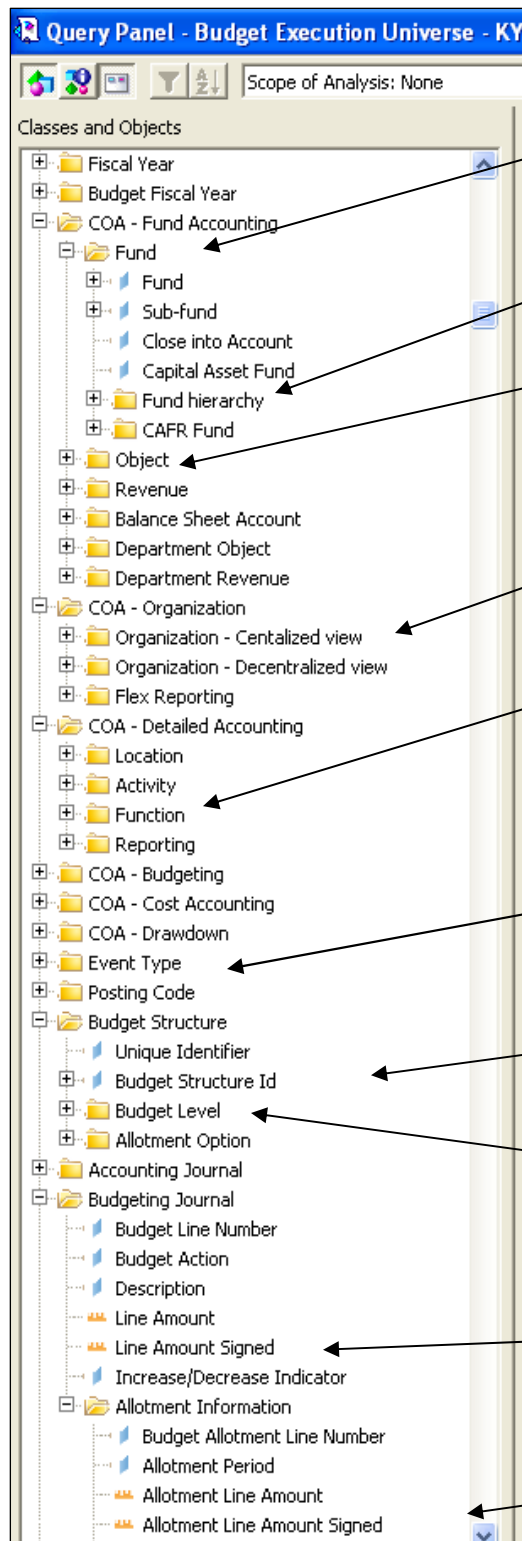 Query Panel - Budget Execution Universe - KY
Scope of Analysis: None
Classes and Objects
Fiscal Year
Budget Fiscal Year
COA - Fund Accounting
Fund
Fund
Sub-fund
Close into Account
Capital Asset Fund
Fund hierarchy
CAFR Fund
Object
Revenue
Balance Sheet Account
Department Object
Department Revenue
COA - Organization
Organization - Centalized view
Organization - Decentralized view
Flex Reporting
COA - Detailed Accounting
Location
Activity
Function
Reporting
COA - Budgeting
COA - Cost Accounting
COA - Drawdown
Event Type
Posting Code
Budget Structure
Unique Identifier
Budget Structure Id
Budget Level
Allotment Option
Accounting Journal
Budgeting Journal
Budget Line Number
Budget Action
Description
Line Amount
Line Amount Signed
Increase/Decrease Indicator
Allotment Information
Budget Allotment Line Number
Allotment Period
Allotment Line Amount
Allotment Line Amount Signed